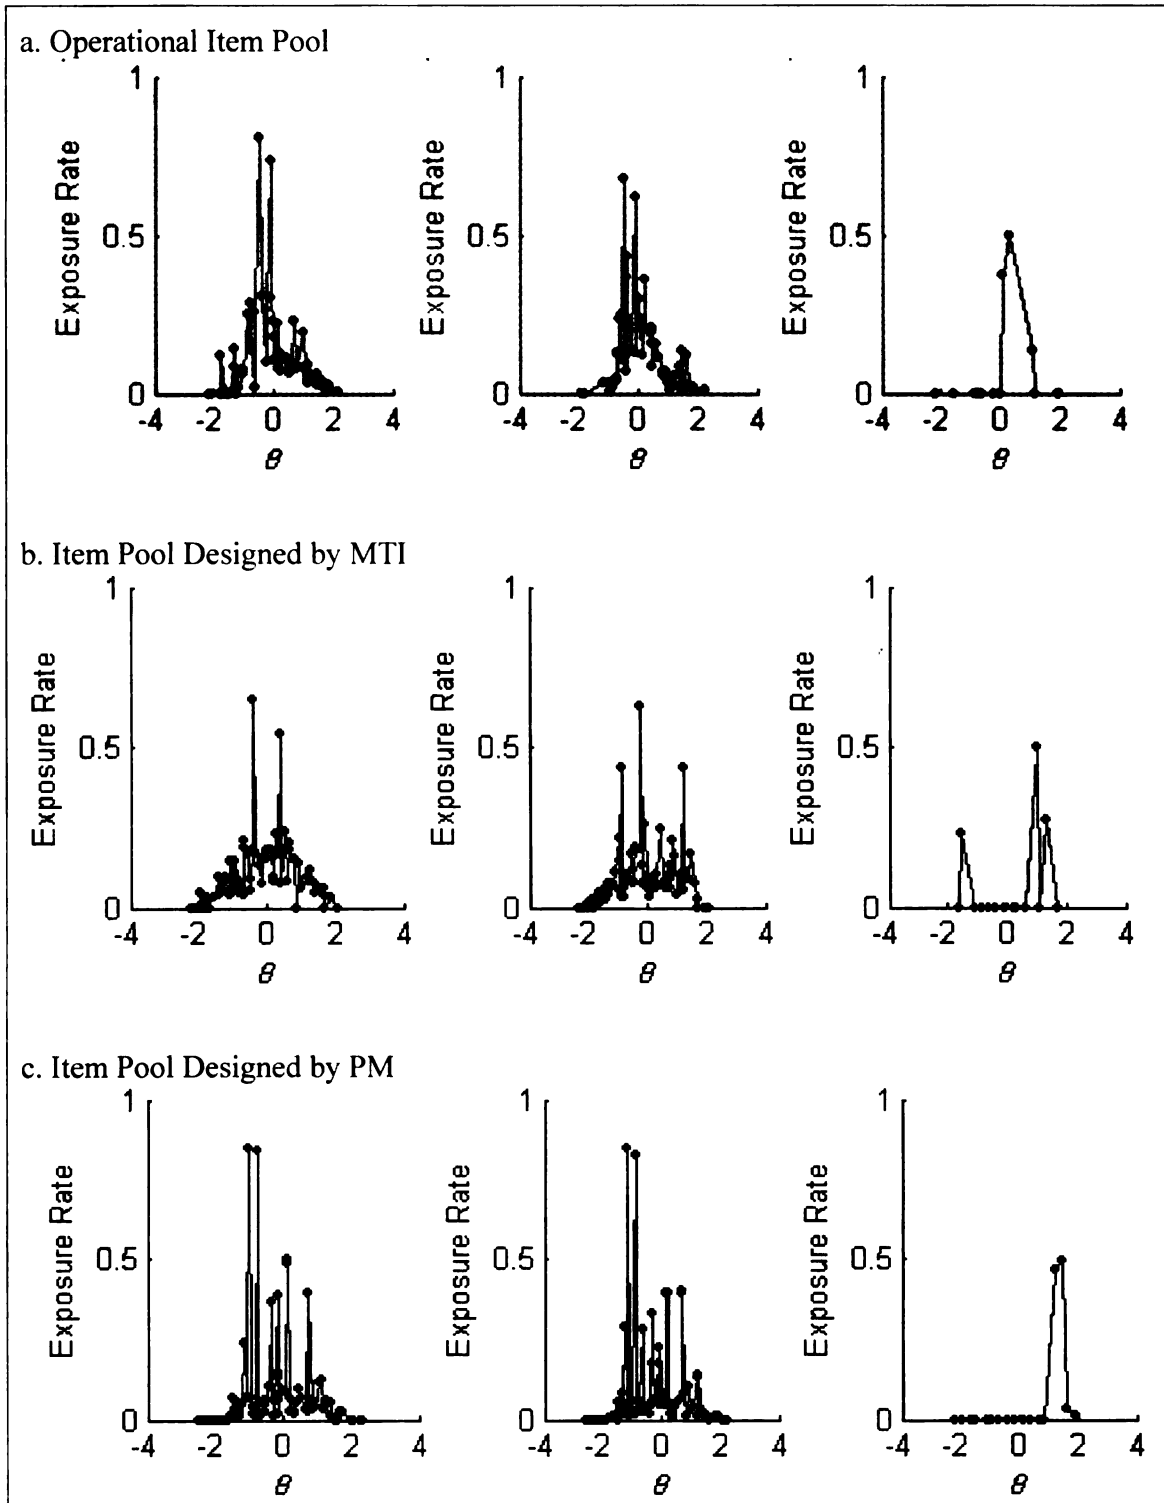 a. Operational Item Pool
1
0.5
0
Exposure Rate
-4 -2 0 2 4
θ
1
0.5
0
Exposure Rate
-4 -2 0 2 4
θ
1
0.5
0
Exposure Rate
-4 -2 0 2 4
θ
b. Item Pool Designed by MTI
1
0.5
0
Exposure Rate
-4 -2 0 2 4
θ
1
0.5
0
Exposure Rate
-4 -2 0 2 4
θ
1
0.5
0
Exposure Rate
-4 -2 0 2 4
θ
c. Item Pool Designed by PM
1
0.5
0
Exposure Rate
-4 -2 0 2 4
θ
1
0.5
0
Exposure Rate
-4 -2 0 2 4
θ
1
0.5
0
Exposure Rate
-4 -2 0 2 4
θ